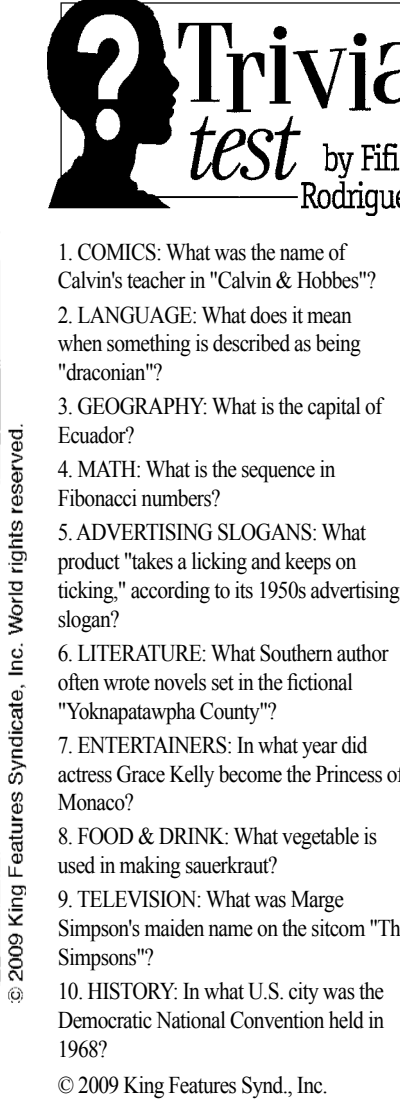 Trivia
test by Fifi
Rodrigue
1. COMICS: What was the name of
Calvin's teacher in "Calvin & Hobbes"?
2. LANGUAGE: What does it mean
when something is described as being
"draconian"?
3. GEOGRAPHY: What is the capital of
Ecuador?
4. MATH: What is the sequence in
Fibonacci numbers?
5. ADVERTISING SLOGANS: What
product "takes a licking and keeps on
ticking," according to its 1950s advertising
slogan?
6. LITERATURE: What Southern author
often wrote novels set in the fictional
"Yoknapatawpha County"?
7. ENTERTAINERS: In what year did
actress Grace Kelly become the Princess of
Monaco?
8. FOOD & DRINK: What vegetable is
used in making sauerkraut?
9. TELEVISION: What was Marge
Simpson's maiden name on the sitcom "Th
Simpsons"?
10. HISTORY: In what U.S. city was the
Democratic National Convention held in
1968?
© 2009 King Features Synd., Inc.
© 2009 King Features Syndicate, Inc. World rights reserved.